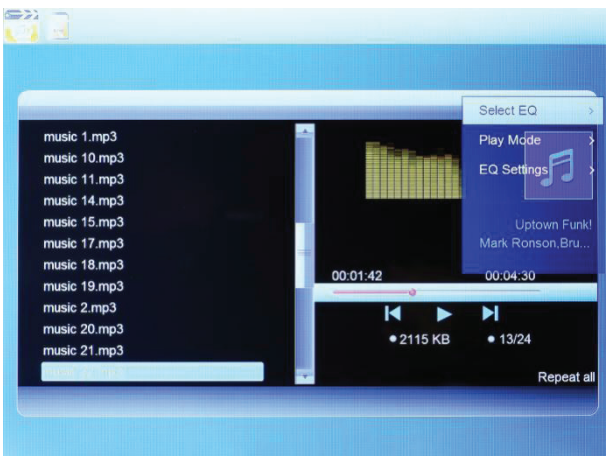 music 1.mp3
music 10.mp3
music 11.mp3
music 14.mp3
music 15.mp3
music 17.mp3
music 18.mp3
music 19.mp3
music 2.mp3
music 20.mp3
music 21.mp3
Select EQ >
Play Mode >
EQ Settings >
Uptown Funk!
Mark Ronson,Bru...
00:01:42 00:04:30
2115 KB 13/24
Repeat all